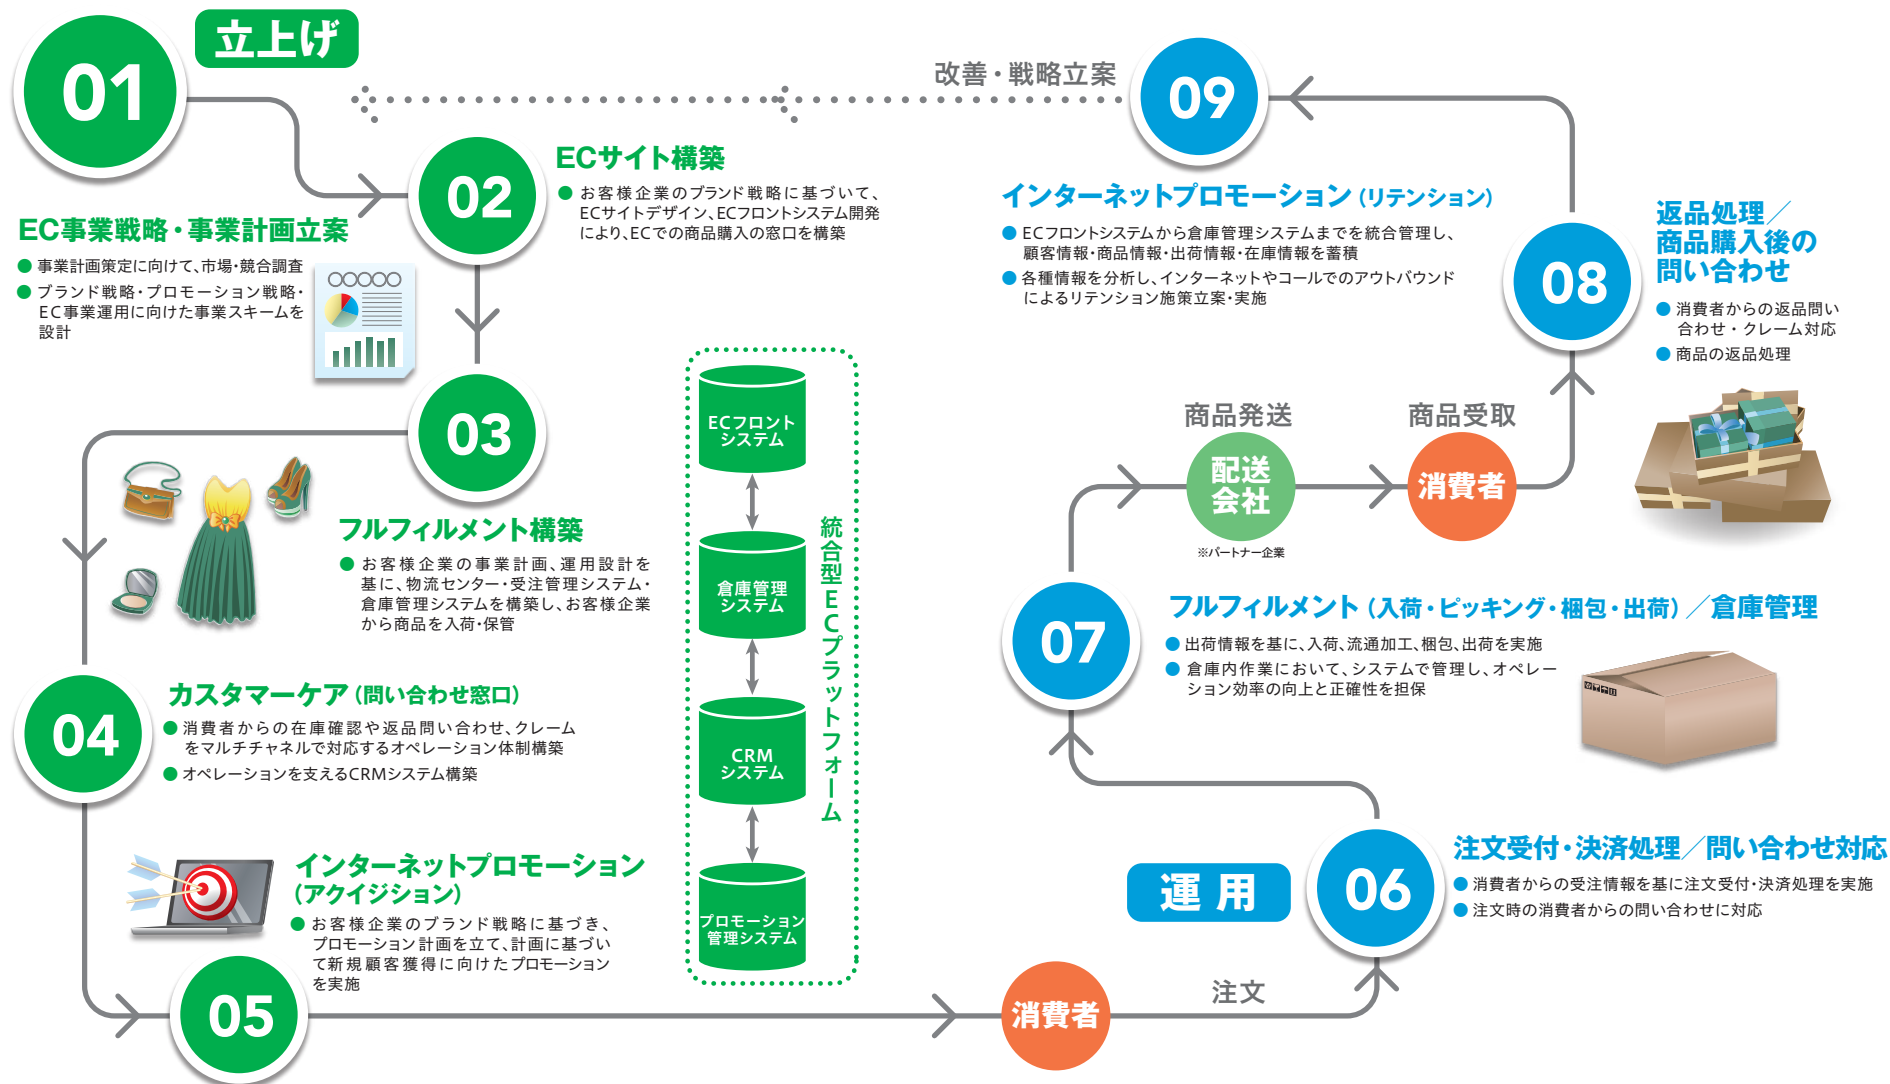 01
立上げ
EC事業戦略・事業計画立案
● 事業計画策定に向けて、市場・競合調査
● ブランド戦略・プロモーション戦略・
EC事業運用に向けた事業スキームを
設計
02
ECサイト構築
● お客様企業のブランド戦略に基づいて、
ECサイトデザイン、ECフロントシステム開発
により、ECでの商品購入の窓口を構築
03
フルフィルメント構築
● お客様企業の事業計画、運用設計を
基に、物流センター・受注管理システム・
倉庫管理システムを構築し、お客様企業
から商品を入荷・保管
04
カスタマーケア(問い合わせ窓口)
● 消費者からの在庫確認や返品問い合わせ、クレーム
をマルチチャネルで対応するオペレーション体制構築
● オペレーションを支えるCRMシステム構築
05
インターネットプロモーション
(アクイジション)
● お客様企業のブランド戦略に基づき、
プロモーション計画を立て、計画に基づい
て新規顧客獲得に向けたプロモーション
を実施
統合型ECプラットフォーム
ECフロント
システム
倉庫管理
システム
CRM
システム
プロモーション
管理システム
消費者
注文
運用
06
注文受付・決済処理／問い合わせ対応
● 消費者からの受注情報を基に注文受付・決済処理を実施
● 注文時の消費者からの問い合わせに対応
07
フルフィルメント(入荷・ピッキング・梱包・出荷)／倉庫管理
● 出荷情報を基に、入荷、流通加工、梱包、出荷を実施
● 倉庫内作業において、システムで管理し、オペレー
ション効率の向上と正確性を担保
商品発送
配送
会社
※パートナー企業
商品受取
消費者
08
返品処理／
商品購入後の
問い合わせ
● 消費者からの返品問い
合わせ・クレーム対応
● 商品の返品処理
09
改善・戦略立案
インターネットプロモーション(リテンション)
● ECフロントシステムから倉庫管理システムまでを統合管理し、
顧客情報・商品情報・出荷情報・在庫情報を蓄積
● 各種情報を分析し、インターネットやコールでのアウトバウンド
によるリテンション施策立案・実施